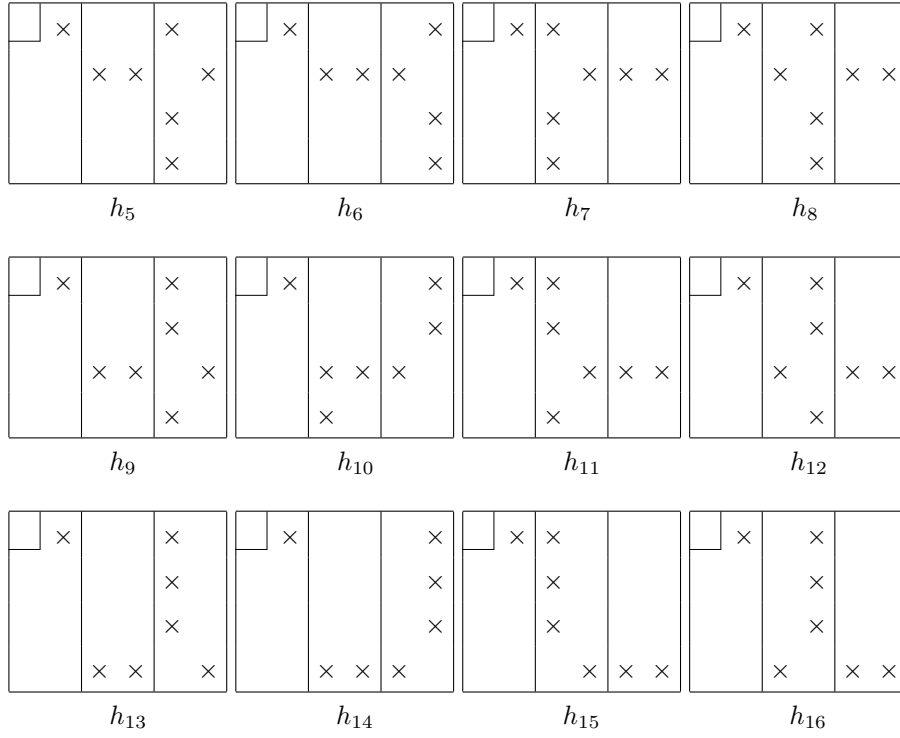 × × × × × × × ×
× × × × × × × × × × × ×
× × × ×
× × × ×
h₅ h₆ h₇ h₈
× × × × × × × ×
× × × ×
× × × × × × × × × × × ×
× × × ×
h₉ h₁₀ h₁₁ h₁₂
× × × × × × × ×
× × × ×
× × × ×
× × × × × × × × × × × ×
h₁₃ h₁₄ h₁₅ h₁₆